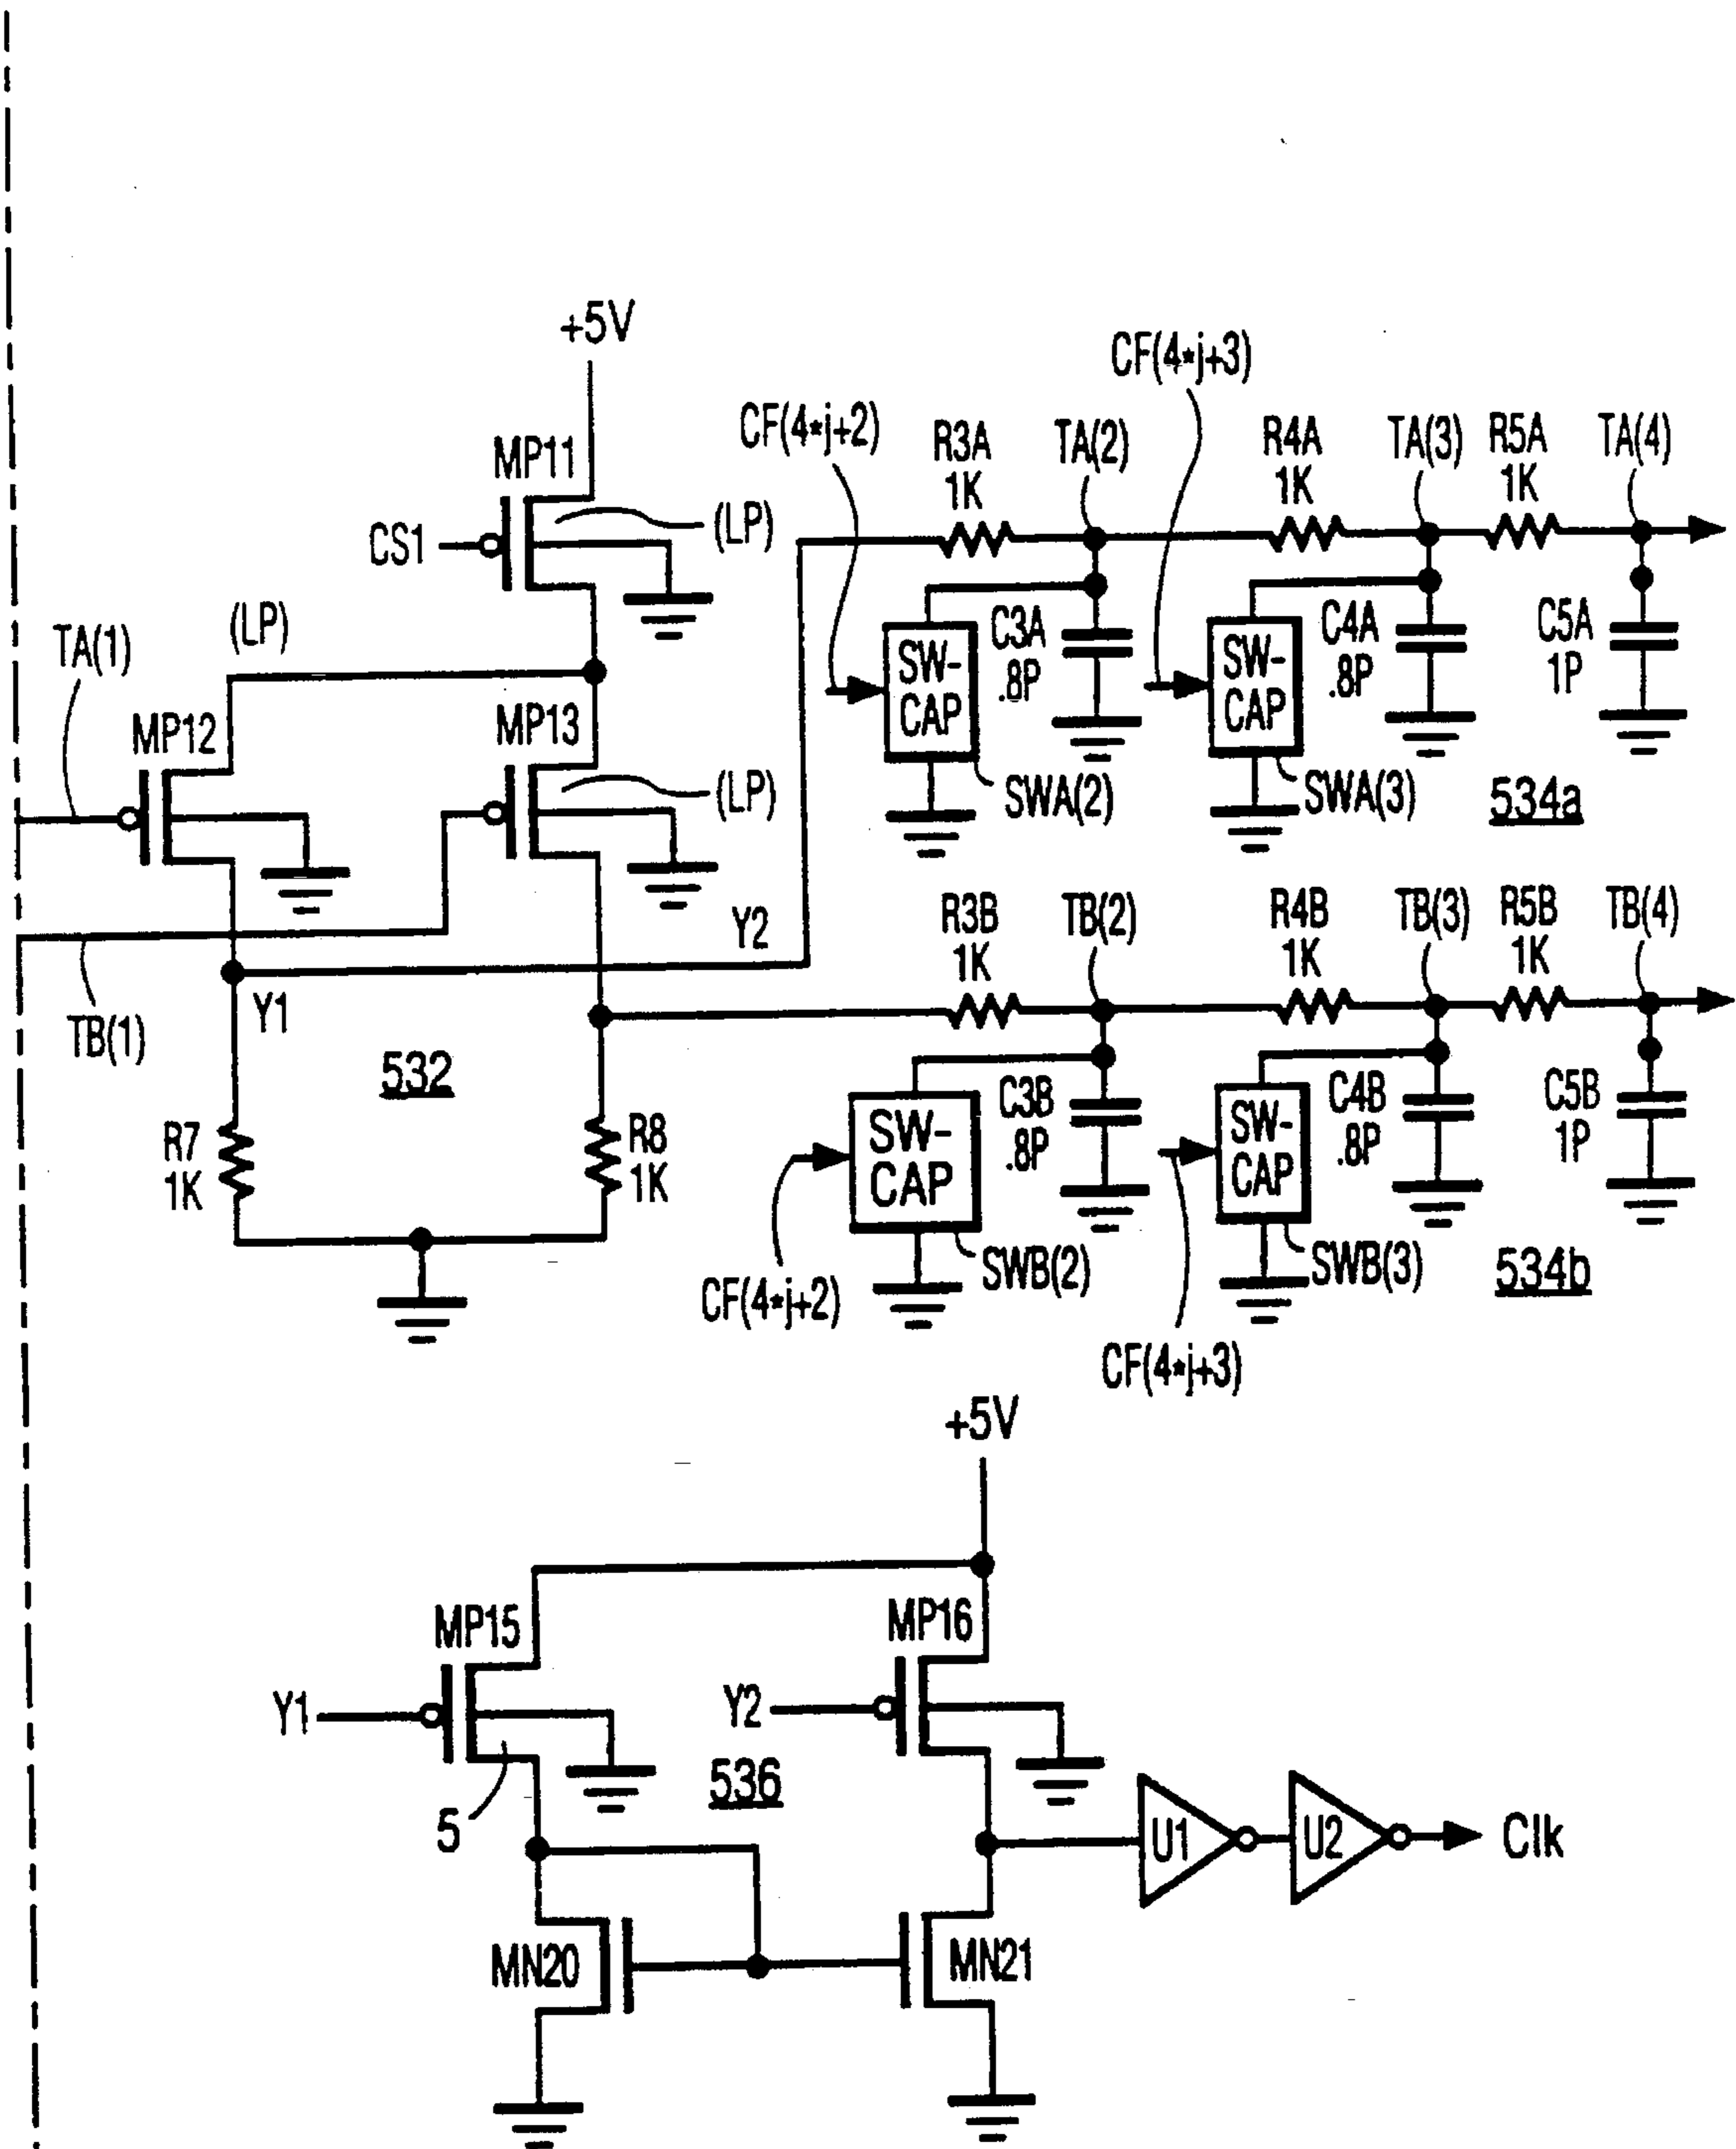 +5V
MP11
(LP)
CS1
TA(1)
(LP)
MP12
MP13
(LP)
Y2
Y1
TB(1)
532
R7
1K
R8
1K
CF(4*j+2)
CF(4*j+3)
R3A
1K
TA(2)
R4A
1K
TA(3)
R5A
1K
TA(4)
SW-
CAP
C3A
.8P
SW-
CAP
C4A
.8P
C5A
1P
SWA(2)
SWA(3)
534a
R3B
1K
TB(2)
R4B
1K
TB(3)
R5B
1K
TB(4)
SW-
CAP
C3B
.8P
SW-
CAP
C4B
.8P
C5B
1P
SWB(2)
SWB(3)
534b
CF(4*j+2)
CF(4*j+3)
+5V
MP15
MP16
Y1
Y2
5
536
U1
U2
Clk
MN20
MN21